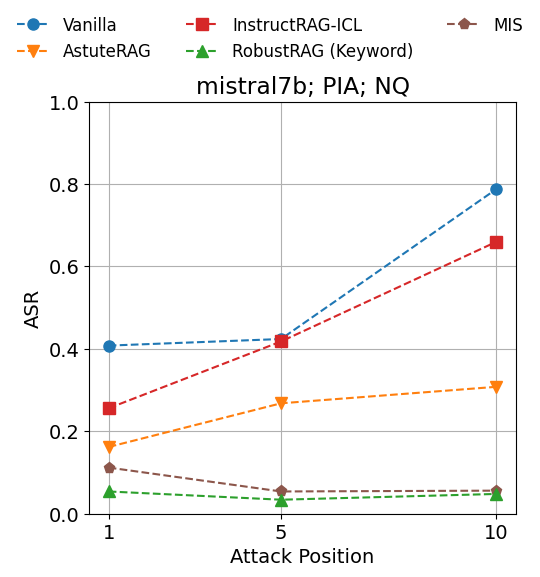 Vanilla
InstructRAG-ICL
MIS
AstuteRAG
RobustRAG (Keyword)
mistral7b; PIA; NQ
1.0
0.8
0.6
0.4
0.2
0.0
ASR
1
5
10
Attack Position